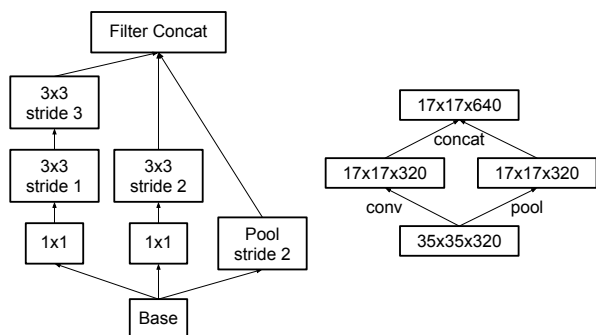 Filter Concat
3x3
stride 3
3x3
stride 1
3x3
stride 2
1x1
1x1
Pool
stride 2
Base
17x17x640
concat
17x17x320
17x17x320
conv
pool
35x35x320